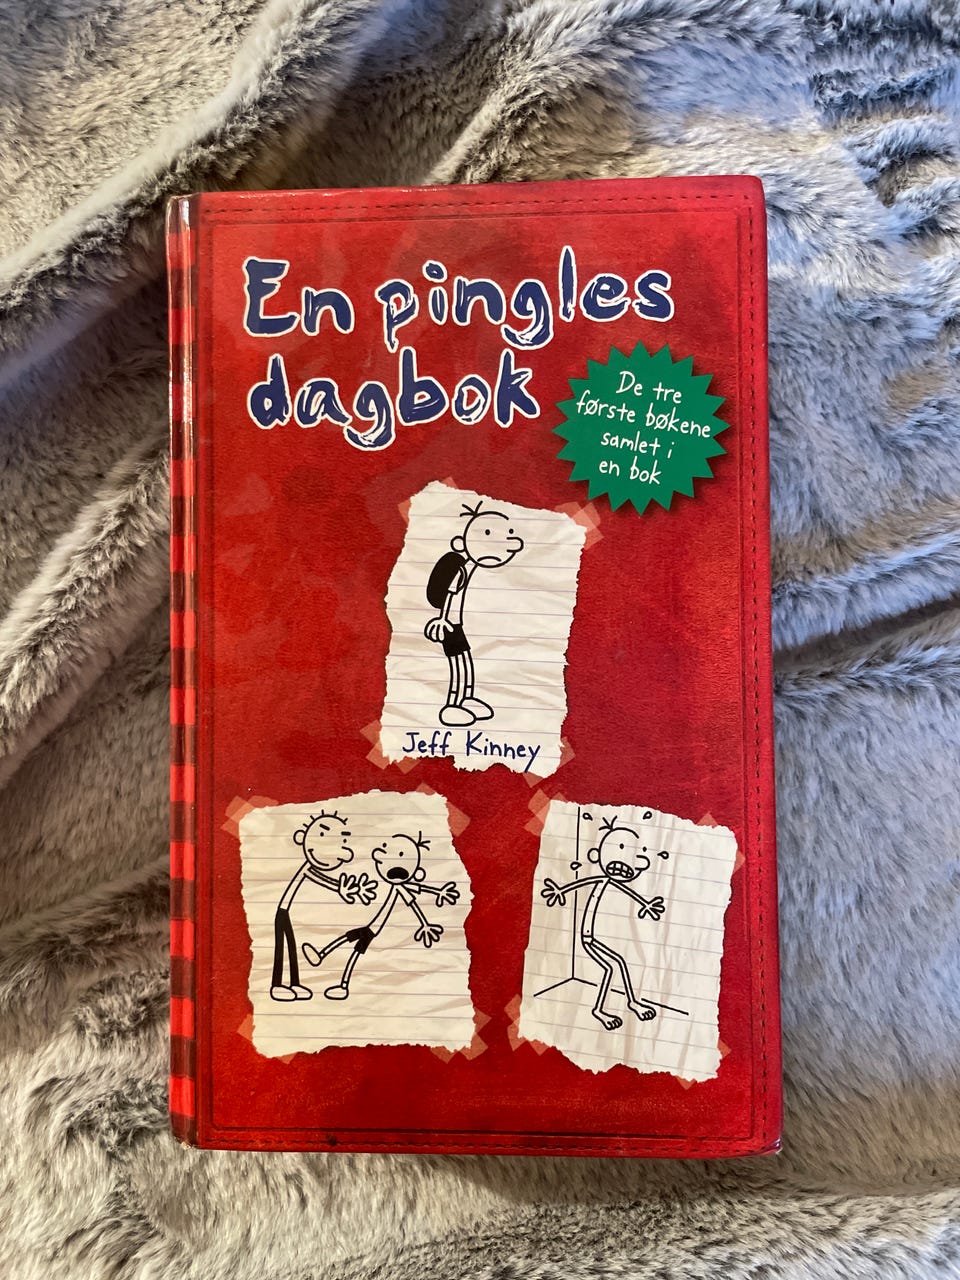 En pingles
dagbok
De tre
første bøkene
samlet i
en bok
Jeff Kinney